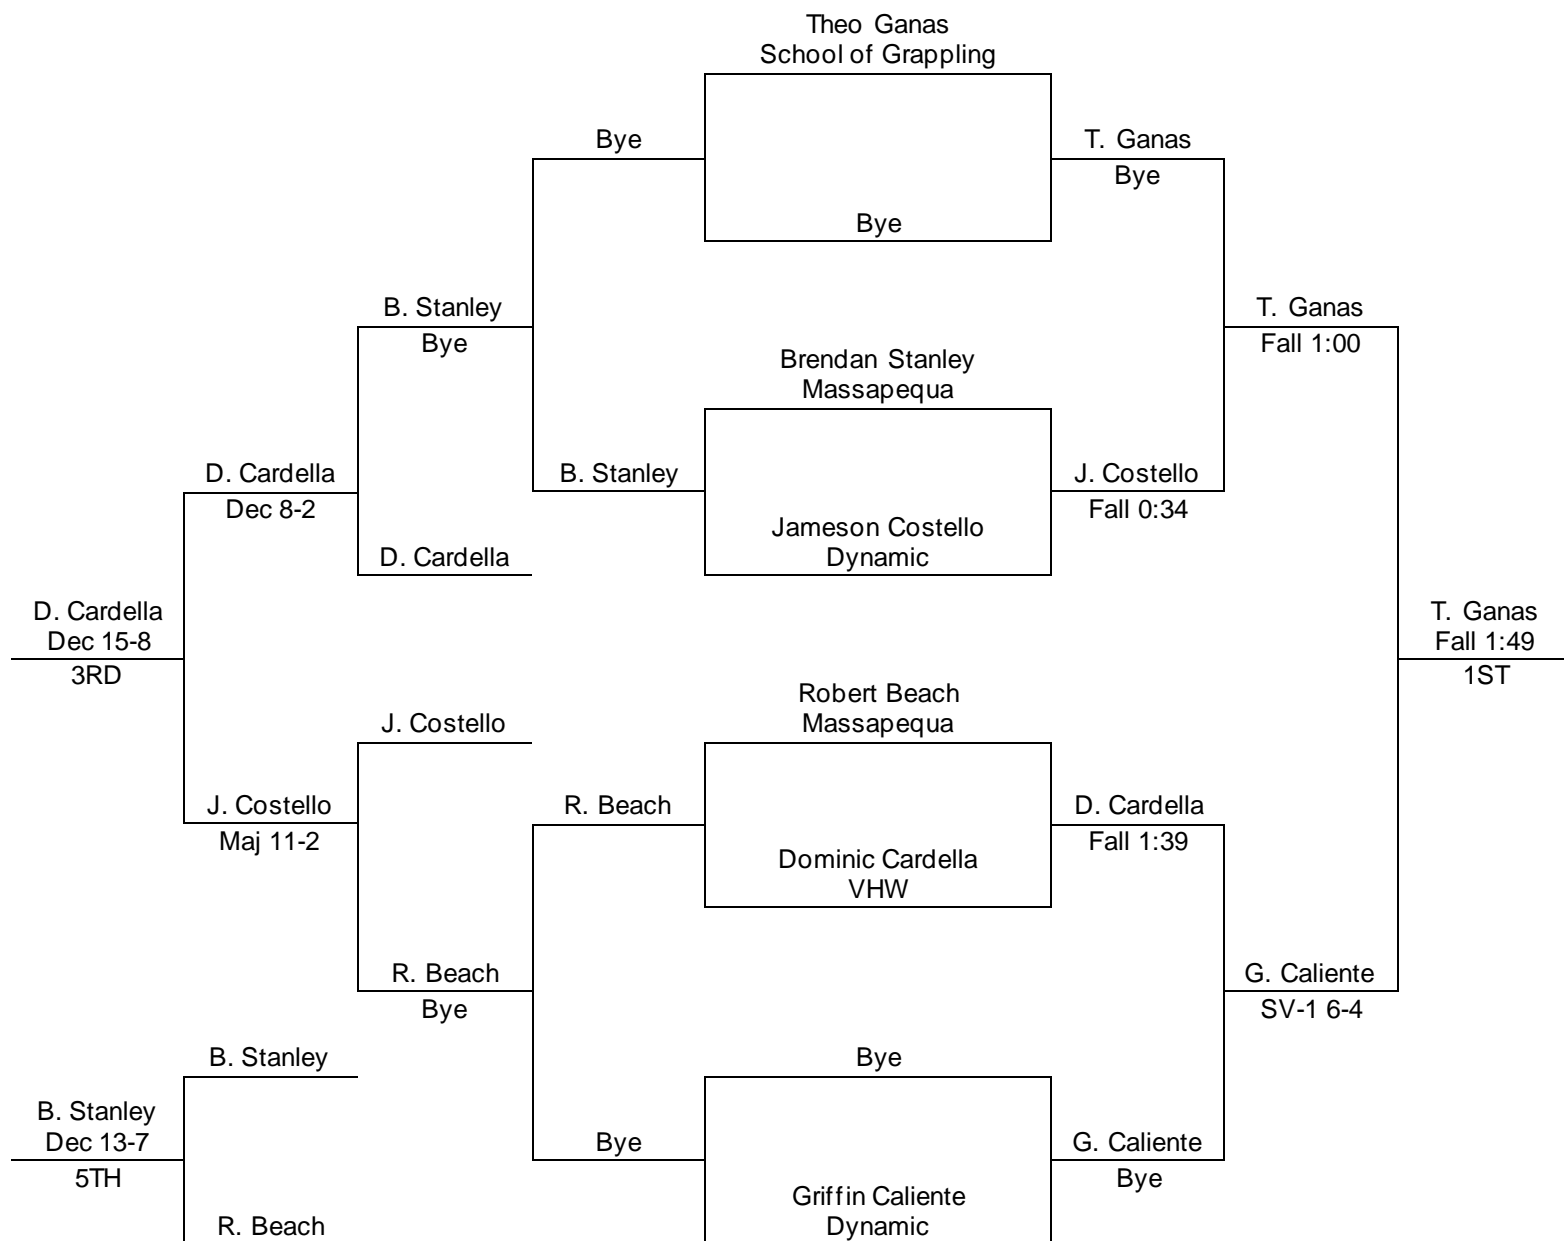 Theo Ganas
School of Grappling
Bye
T. Ganas
Bye
Bye
B. Stanley
Bye
T. Ganas
Fall 1:00
Brendan Stanley
Massapequa
D. Cardella
Dec 8-2
B. Stanley
J. Costello
Fall 0:34
Jameson Costello
Dynamic
D. Cardella
D. Cardella
Dec 15-8
3RD
T. Ganas
Fall 1:49
1ST
Robert Beach
Massapequa
J. Costello
J. Costello
Maj 11-2
R. Beach
D. Cardella
Fall 1:39
Dominic Cardella
VHW
R. Beach
Bye
G. Caliente
SV-1 6-4
B. Stanley
Bye
B. Stanley
Dec 13-7
5TH
Bye
G. Caliente
Bye
Griffin Caliente
Dynamic
R. Beach